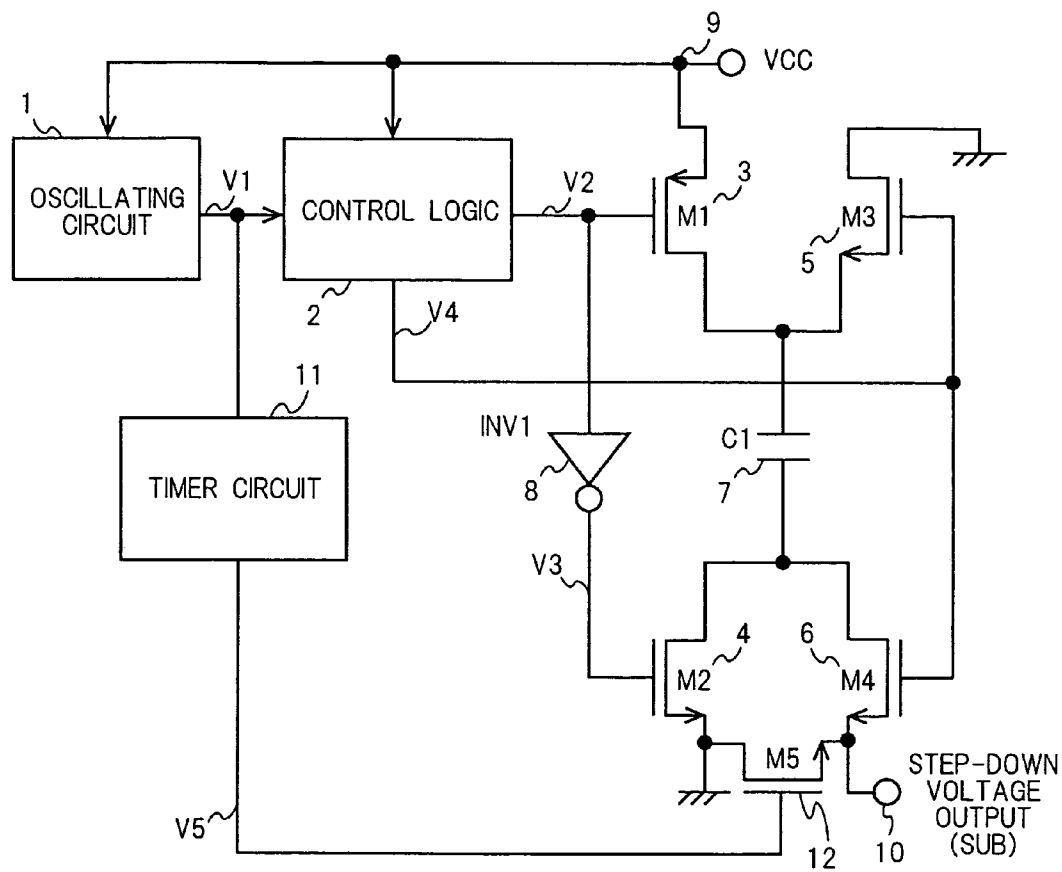 9
VCC
1
OSCILLATING
CIRCUIT
V1
CONTROL LOGIC
2
V2
M1
3
M3
5
V4
11
TIMER CIRCUIT
INV1
8
C1
7
V3
M2
4
6
M4
M5
12
V5
10
STEP-DOWN
VOLTAGE
OUTPUT
(SUB)